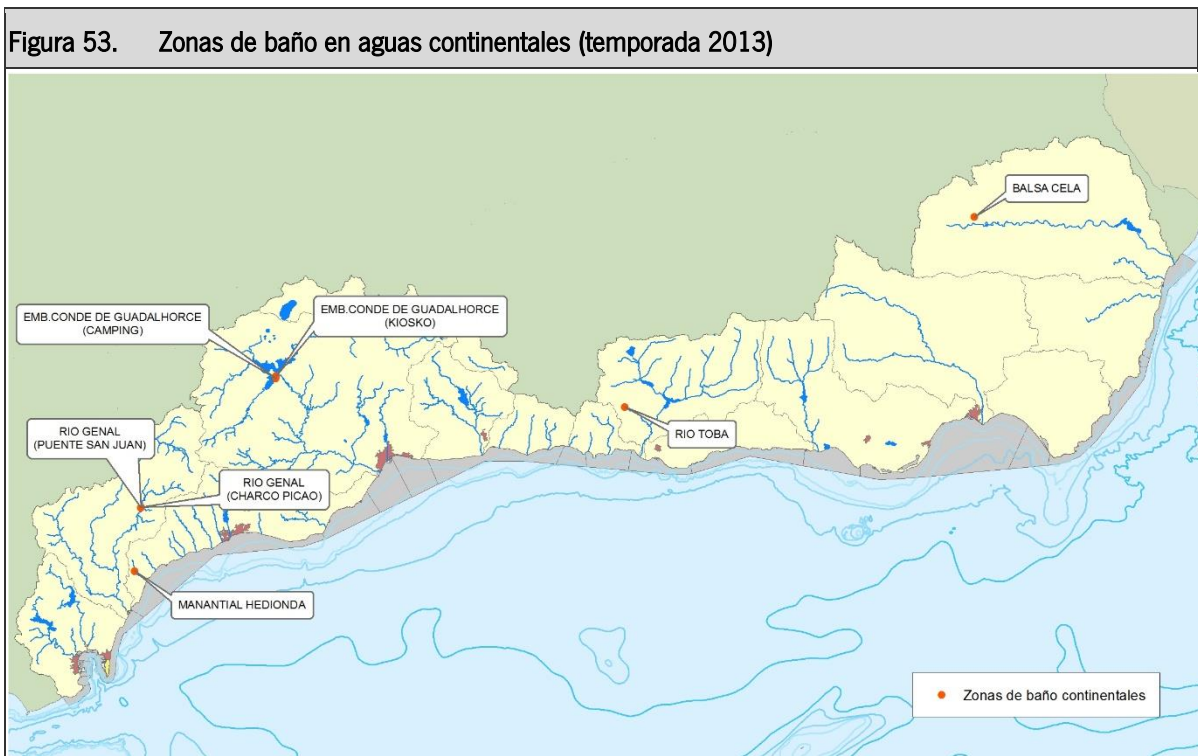 Figura 53. Zonas de baño en aguas continentales (temporada 2013)
BALSA CELA
EMB.CONDE DE GUADALHORCE
(CAMPING)
EMB.CONDE DE GUADALHORCE
(KIOSKO)
RIO TOBA
RIO GENAL
(PUENTE SAN JUAN)
RIO GENAL
(CHARCO PICAO)
MANANTIAL HEDIONDA
Zonas de baño continentales